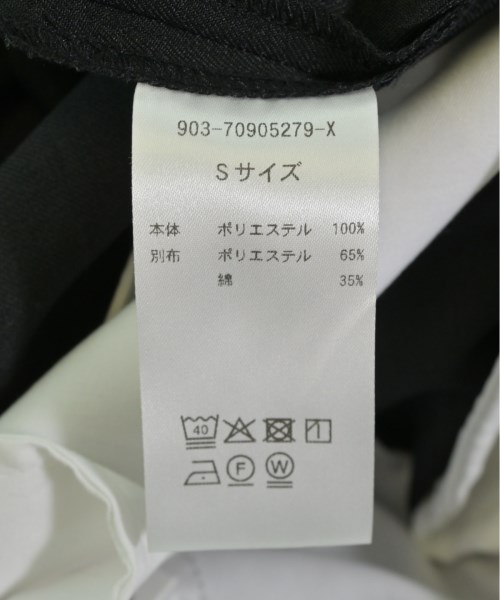 903-70905279-X
Sサイズ
本体 ポリエステル 100%
別布 ポリエステル 65%
綿 35%
40
F W